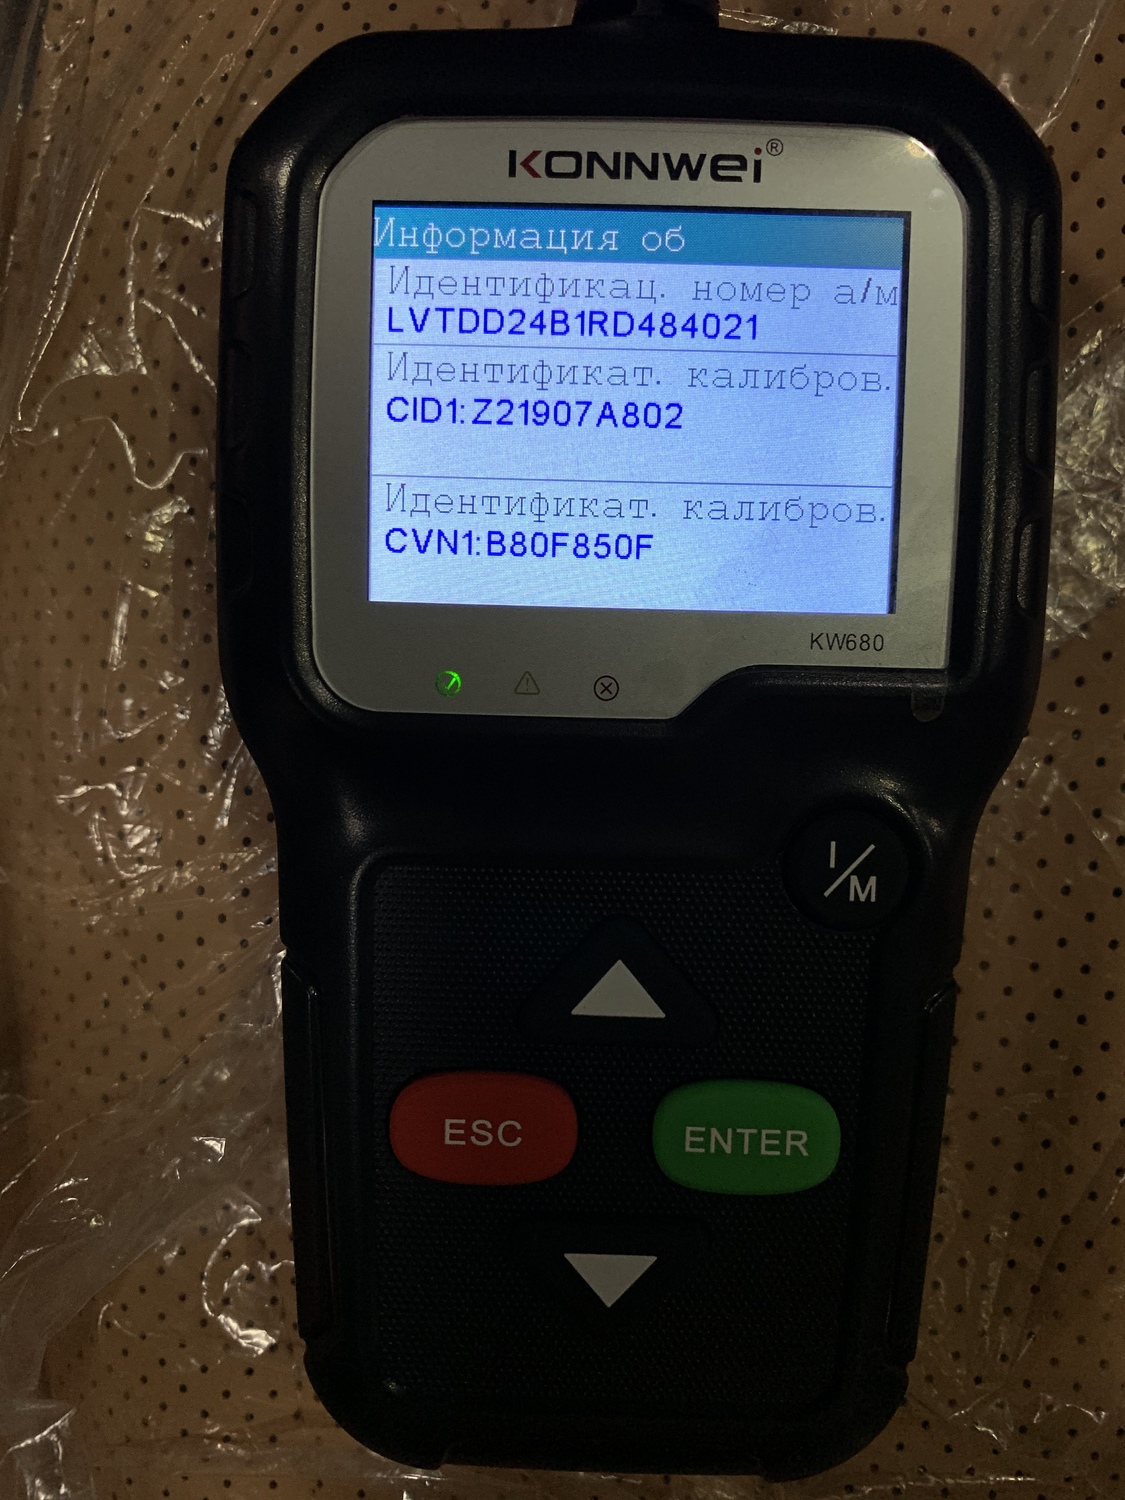 KONNWEI®
Информация об
Идентификац. номер а/м
LVTDD24B1RD484021
Идентификат. калибров.
CID1:Z21907A802
Идентификат. калибров.
CVN1:B80F850F
KW680
I/M
ESC
ENTER